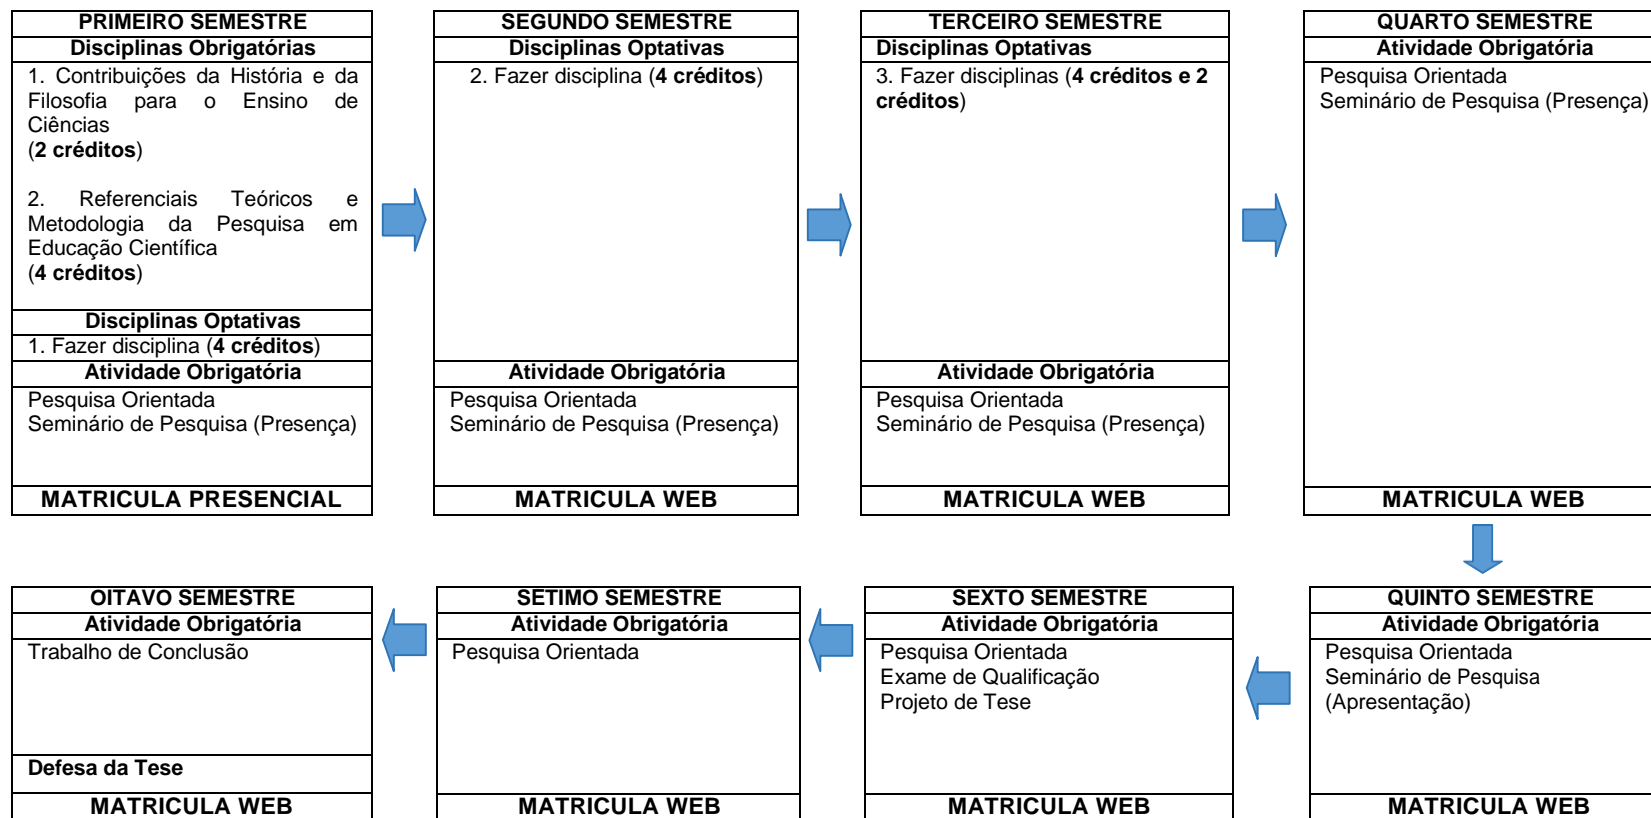 PRIMEIRO SEMESTRE
Disciplinas Obrigatórias
1. Contribuições da História e da
Filosofia para o Ensino de
Ciências
(2 créditos)
2. Referenciais Teóricos e
Metodologia da Pesquisa em
Educação Científica
(4 créditos)
Disciplinas Optativas
1. Fazer disciplina (4 créditos)
Atividade Obrigatória
Pesquisa Orientada
Seminário de Pesquisa (Presença)
MATRICULA PRESENCIAL
SEGUNDO SEMESTRE
Disciplinas Optativas
2. Fazer disciplina (4 créditos)
Atividade Obrigatória
Pesquisa Orientada
Seminário de Pesquisa (Presença)
MATRICULA WEB
TERCEIRO SEMESTRE
Disciplinas Optativas
3. Fazer disciplinas (4 créditos e 2
créditos)
Atividade Obrigatória
Pesquisa Orientada
Seminário de Pesquisa (Presença)
MATRICULA WEB
QUARTO SEMESTRE
Atividade Obrigatória
Pesquisa Orientada
Seminário de Pesquisa (Presença)
MATRICULA WEB
QUINTO SEMESTRE
Atividade Obrigatória
Pesquisa Orientada
Seminário de Pesquisa
(Apresentação)
MATRICULA WEB
SEXTO SEMESTRE
Atividade Obrigatória
Pesquisa Orientada
Exame de Qualificação
Projeto de Tese
MATRICULA WEB
SETIMO SEMESTRE
Atividade Obrigatória
Pesquisa Orientada
MATRICULA WEB
OITAVO SEMESTRE
Atividade Obrigatória
Trabalho de Conclusão
Defesa da Tese
MATRICULA WEB